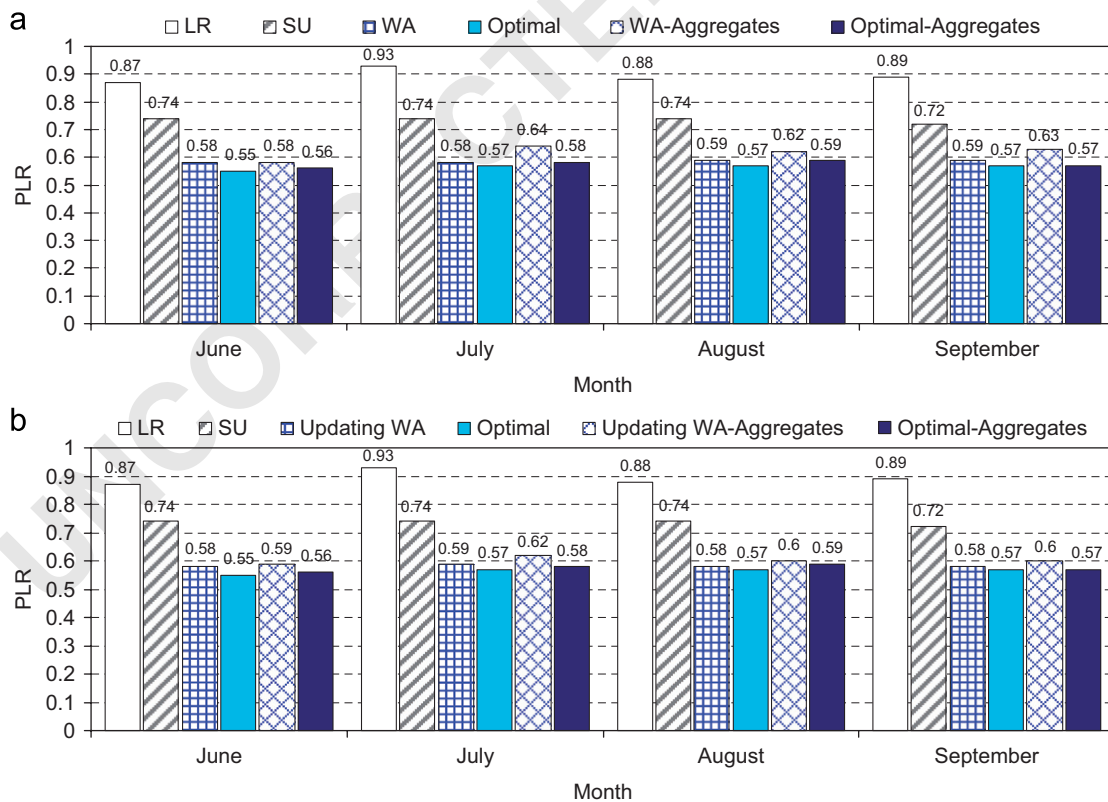 a
LR SU WA Optimal WA-Aggregates Optimal-Aggregates
1
0.9
0.8
0.7
0.6
0.5
0.4
0.3
0.2
0.1
0
PLR
0.87 0.74 0.58 0.55 0.58 0.56
0.93 0.74 0.58 0.57 0.64 0.58
0.88 0.74 0.59 0.57 0.62 0.59
0.89 0.72 0.59 0.57 0.63 0.57
June July August September
Month
b
LR SU Updating WA Optimal Updating WA-Aggregates Optimal-Aggregates
1
0.9
0.8
0.7
0.6
0.5
0.4
0.3
0.2
0.1
0
PLR
0.87 0.74 0.58 0.55 0.59 0.56
0.93 0.74 0.59 0.57 0.62 0.58
0.88 0.74 0.58 0.57 0.6 0.59
0.89 0.72 0.58 0.57 0.6 0.57
June July August September
Month